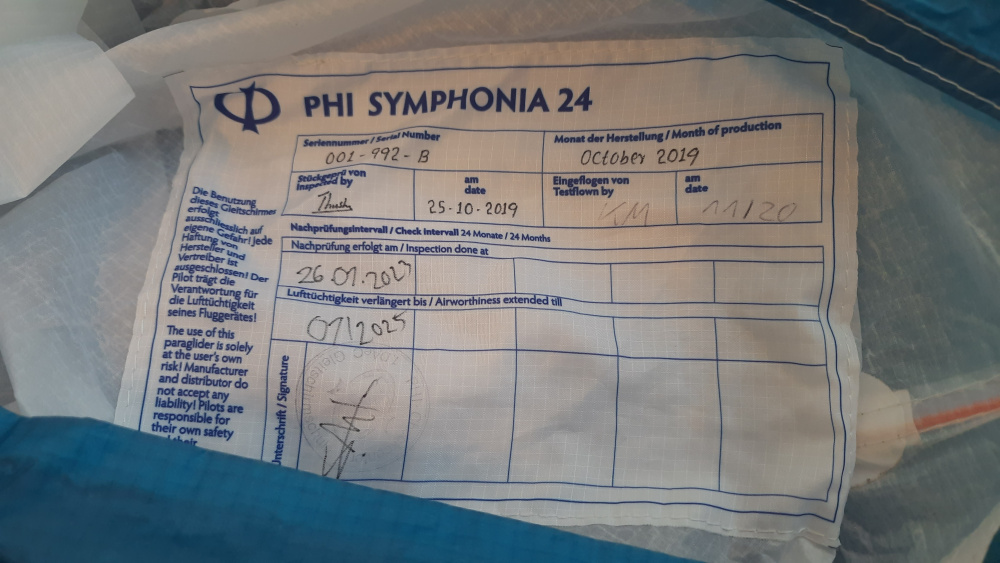 PHI SYMPHONIA 24
Seriennummer / Serial Number
001-992-B
Monat der Herstellung / Month of production
October 2019
Stückgeprü von
Inspected by
am
date
25-10-2019
Eingeflogen von
Testflown by
KM
am
date
11/20
Nachprüfungsintervall / Check Intervall 24 Monate / 24 Months
Nachprüfung erfolgt am / Inspection done at
26.01.2023
Lufttüchtigkeit verlängert bis / Airworthiness extended till
01/2025
Unterschrift / Signature
Die Benutzung
dieses Gleitschirmer
erfolgt
ausschliesslich auf
eigene Gefahr! Jede
Haftung von
Hersteller und
Vertreiber ist
ausgeschlossen! Der
Pilot trägt die
Verantwortung für
die Lufttüchtigkeit
seines Fluggerätes!
The use of this
paraglider is solely
at the user's own
risk! Manufacturer
and distributor do
not accept any
liability! Pilots are
responsible for
their own safety
their